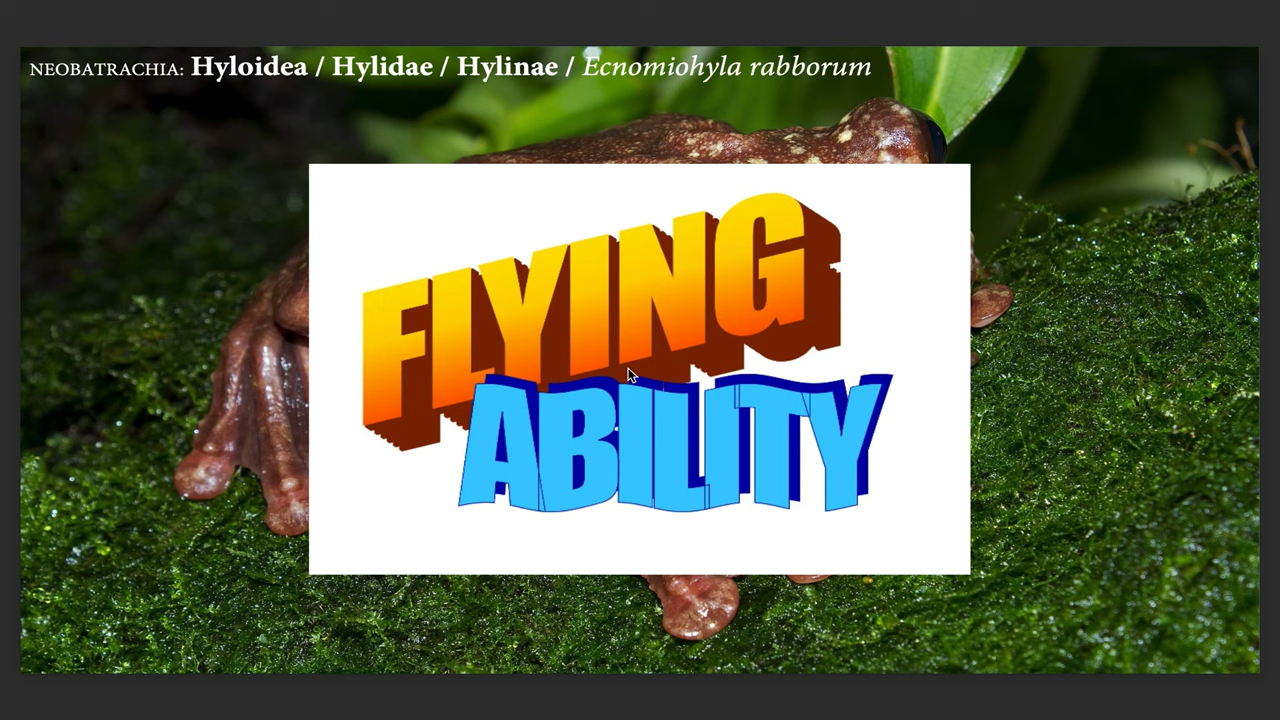 NEOBATRACHIA: Hyloidea / Hylidae / Hylinae / Ecnomiohyla rabborum
FLYING
ABILITY